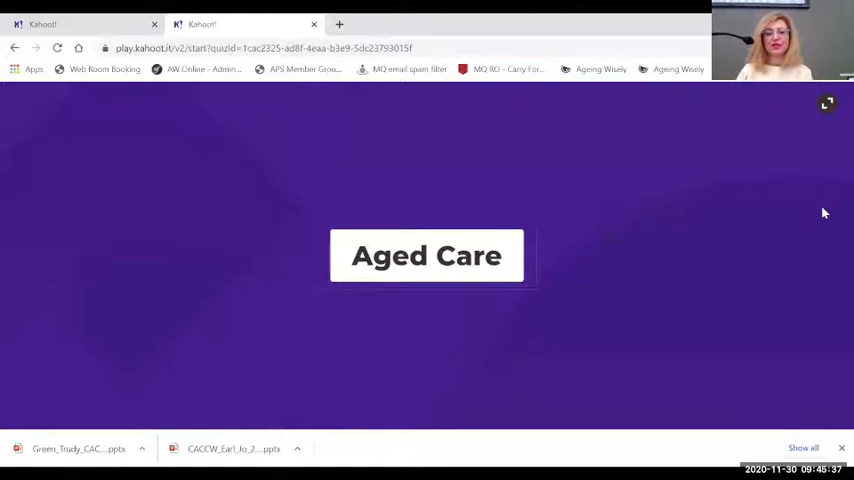 Kahoot!
Kahoot!
play.kahoot.it/v2/start?quizId=1cac2325-ad8f-4eaa-b3e9-5dc23793015f
Apps Web Room Booking AW Online - Admin... APS Member Grou... MQ email spam filter MQ RO - Carry For... Ageing Wisely Ageing Wisely
Aged Care
Green_Trudy_CAC....pptx CACCW_Earl_Jo_2....pptx Show all
2020-11-30 09:45:37